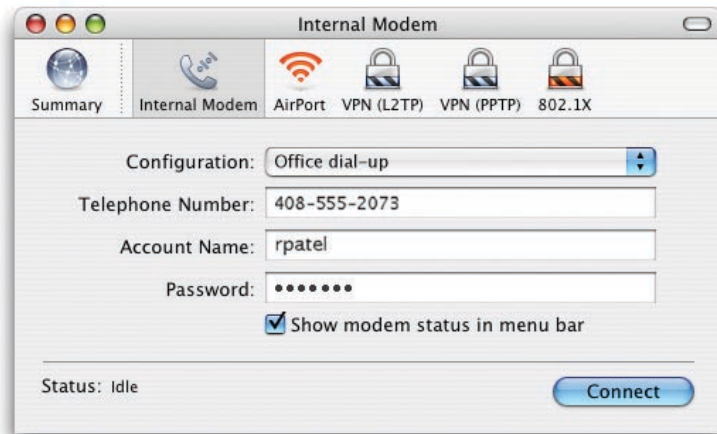 Internal Modem
Summary Internal Modem AirPort VPN (L2TP) VPN (PPTP) 802.1X
Configuration: Office dial-up
Telephone Number: 408-555-2073
Account Name: rpatel
Password: •••••••
Show modem status in menu bar
Status: Idle Connect